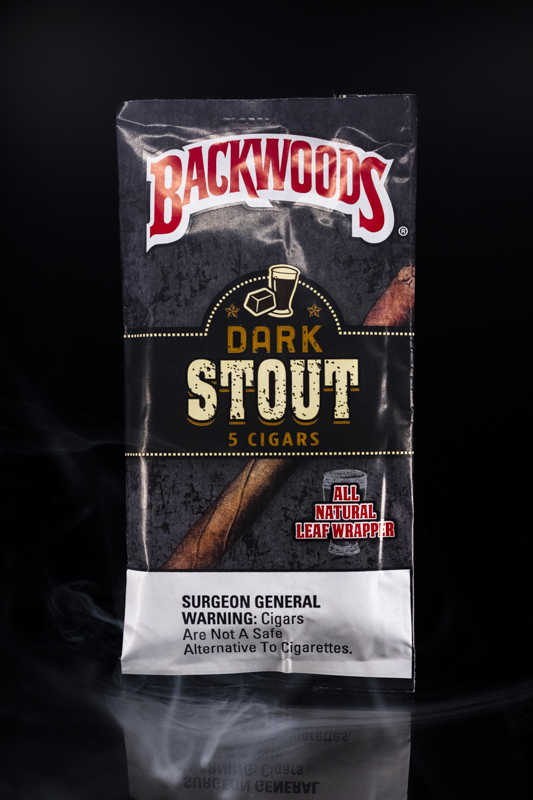 BACKWOODS®
DARK
STOUT
5 CIGARS
ALL
NATURAL
LEAF WRAPPER
SURGEON GENERAL
WARNING: Cigars
Are Not A Safe
Alternative To Cigarettes.